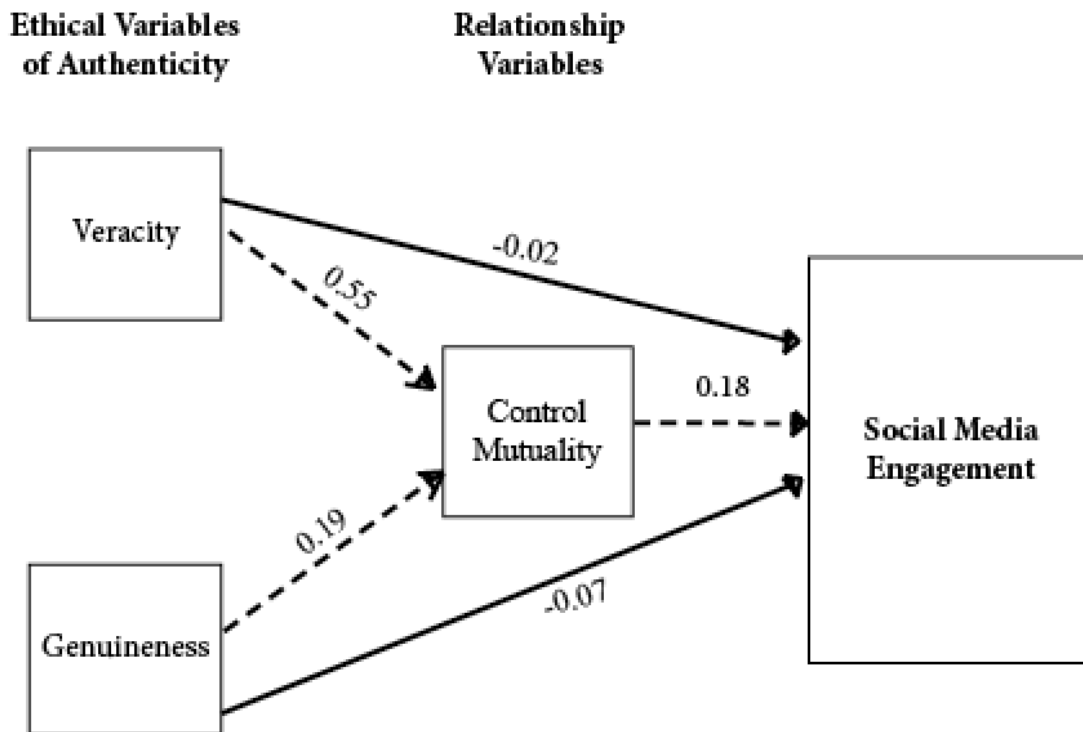 Ethical Variables
of Authenticity
Relationship
Variables
Veracity
-0.02
0.55
Control
Mutuality
0.18
Social Media
Engagement
0.19
-0.07
Genuineness